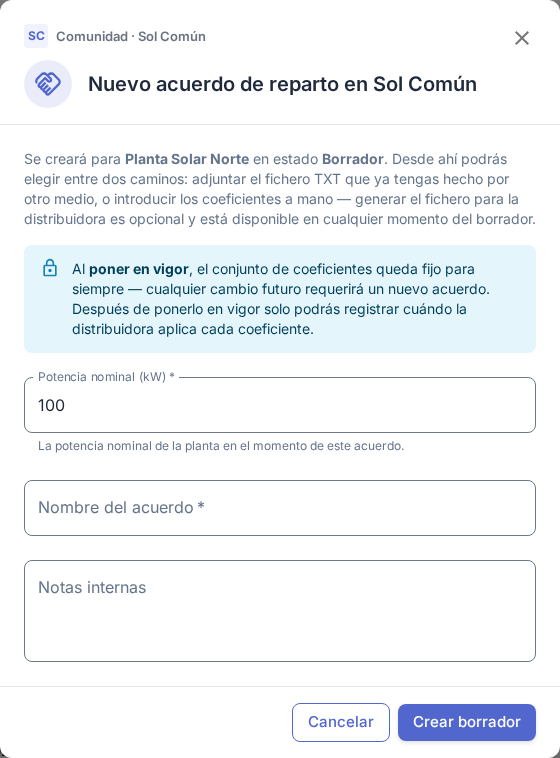 SC Comunidad · Sol Común
Nuevo acuerdo de reparto en Sol Común
Se creará para Planta Solar Norte en estado Borrador. Desde ahí podrás
elegir entre dos caminos: adjuntar el fichero TXT que ya tengas hecho por
otro medio, o introducir los coeficientes a mano — generar el fichero para la
distribuidora es opcional y está disponible en cualquier momento del borrador.
Al poner en vigor, el conjunto de coeficientes queda fijo para
siempre — cualquier cambio futuro requerirá un nuevo acuerdo.
Después de ponerlo en vigor solo podrás registrar cuándo la
distribuidora aplica cada coeficiente.
Potencia nominal (kW) *
100
La potencia nominal de la planta en el momento de este acuerdo.
Nombre del acuerdo *
Notas internas
Cancelar
Crear borrador